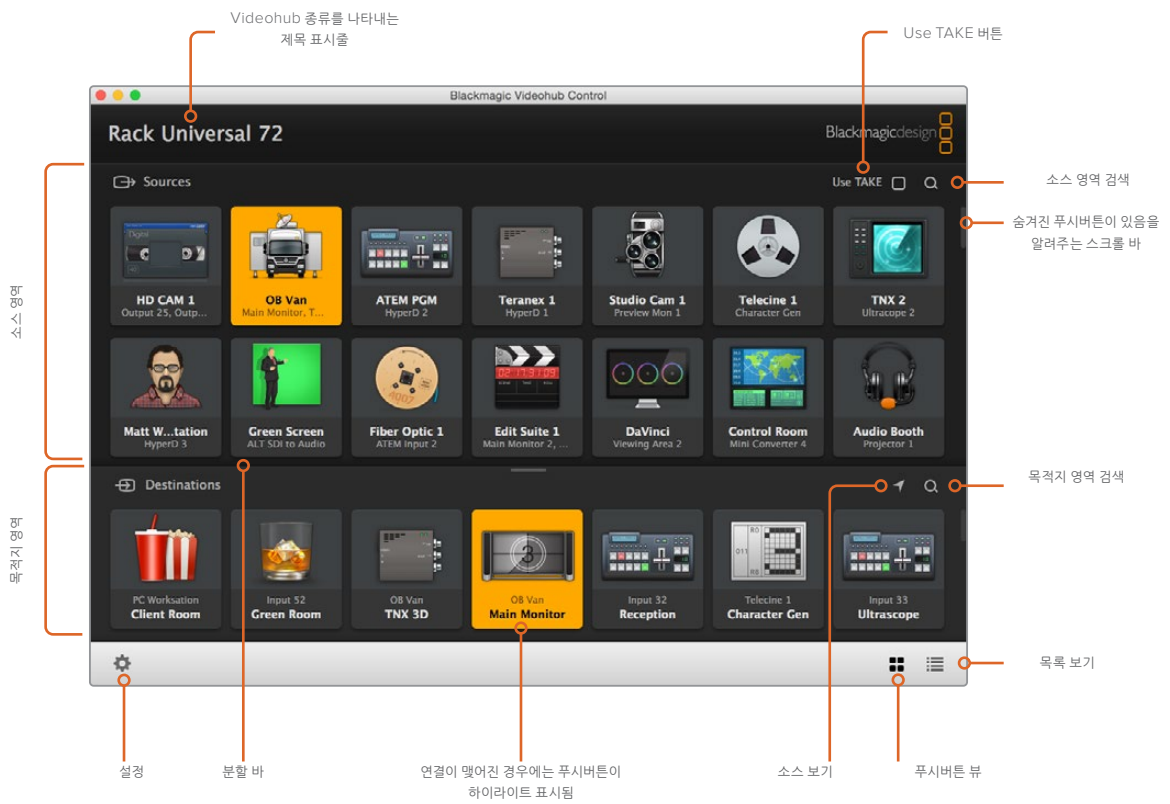 Videohub 종류를 나타내는
제목 표시줄
Use TAKE 버튼
Blackmagic Videohub Control
Rack Universal 72
Blackmagicdesign
Sources
Use TAKE
소스 영역 검색
숨겨진 푸시버튼이 있음을
알려주는 스크롤 바
소스 영역
Digital
HD CAM 1
Output 25, Outp...
OB Van
Main Monitor, T...
ATEM PGM
HyperD 2
Teranex 1
HyperD 1
Studio Cam 1
Preview Mon 1
Telecine 1
Character Gen
TNX 2
Ultrascope 2
Matt W...tation
HyperD 3
Green Screen
ALT SDI to Audio
Fiber Optic 1
ATEM Input 2
Edit Suite 1
Main Monitor 2, ...
DaVinci
Viewing Area 2
Control Room
Mini Converter 4
Audio Booth
Projector 1
목적지 영역
Destinations
목적지 영역 검색
3
PC Worksation
Client Room
Input 52
Green Room
OB Van
TNX 3D
OB Van
Main Monitor
Input 32
Reception
Telecine 1
Character Gen
Input 33
Ultrascope
목록 보기
설정
분할 바
연결이 맺어진 경우에는 푸시버튼이
하이라이트 표시됨
소스 보기
푸시버튼 뷰